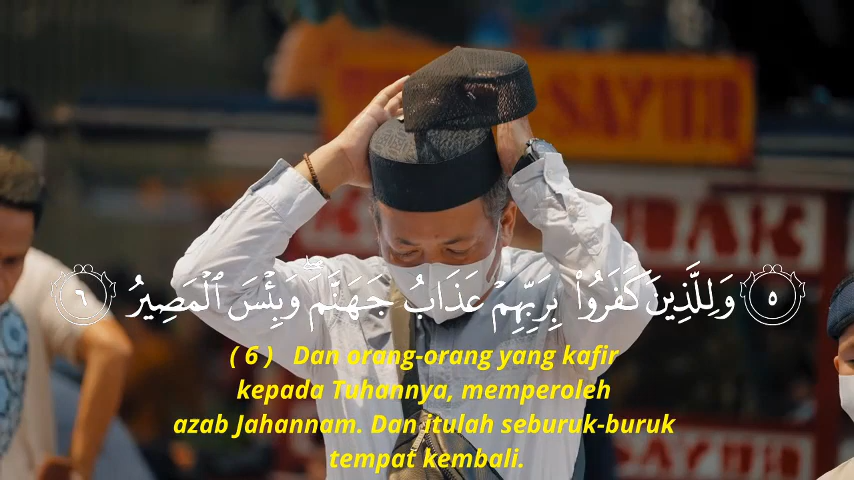 SAYUR
٥ وَلِلَّذِينَ كَفَرُوا۟ بِرَبِّهِمْ عَذَابُ جَهَنَّمَ ۖ وَبِئْسَ ٱلْمَصِيرُ ٦
( 6 ) Dan orang-orang yang kafir
kepada Tuhannya, memperoleh
azab Jahannam. Dan itulah seburuk-buruk
tempat kembali.